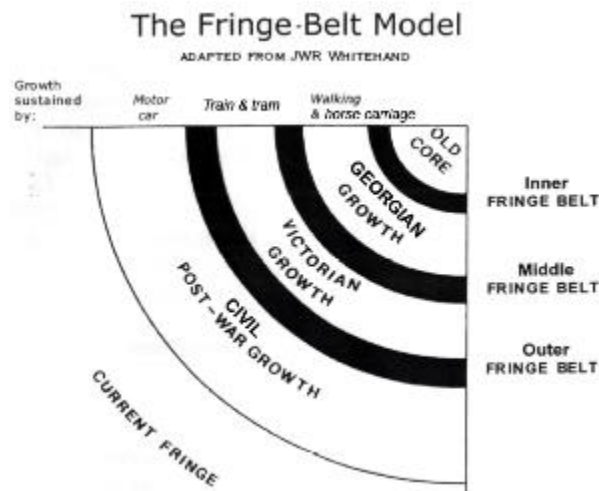 The Fringe-Belt Model
ADAPTED FROM JWR WHITEHAND
Growth
sustained
by:
Motor
car
Train & tram
Walking
& horse carriage
OLD
CORE
Inner
FRINGE BELT
GEORGIAN
GROWTH
Middle
FRINGE BELT
VICTORIAN
GROWTH
Outer
FRINGE BELT
CIVIL
POST-WAR GROWTH
CURRENT FRINGE